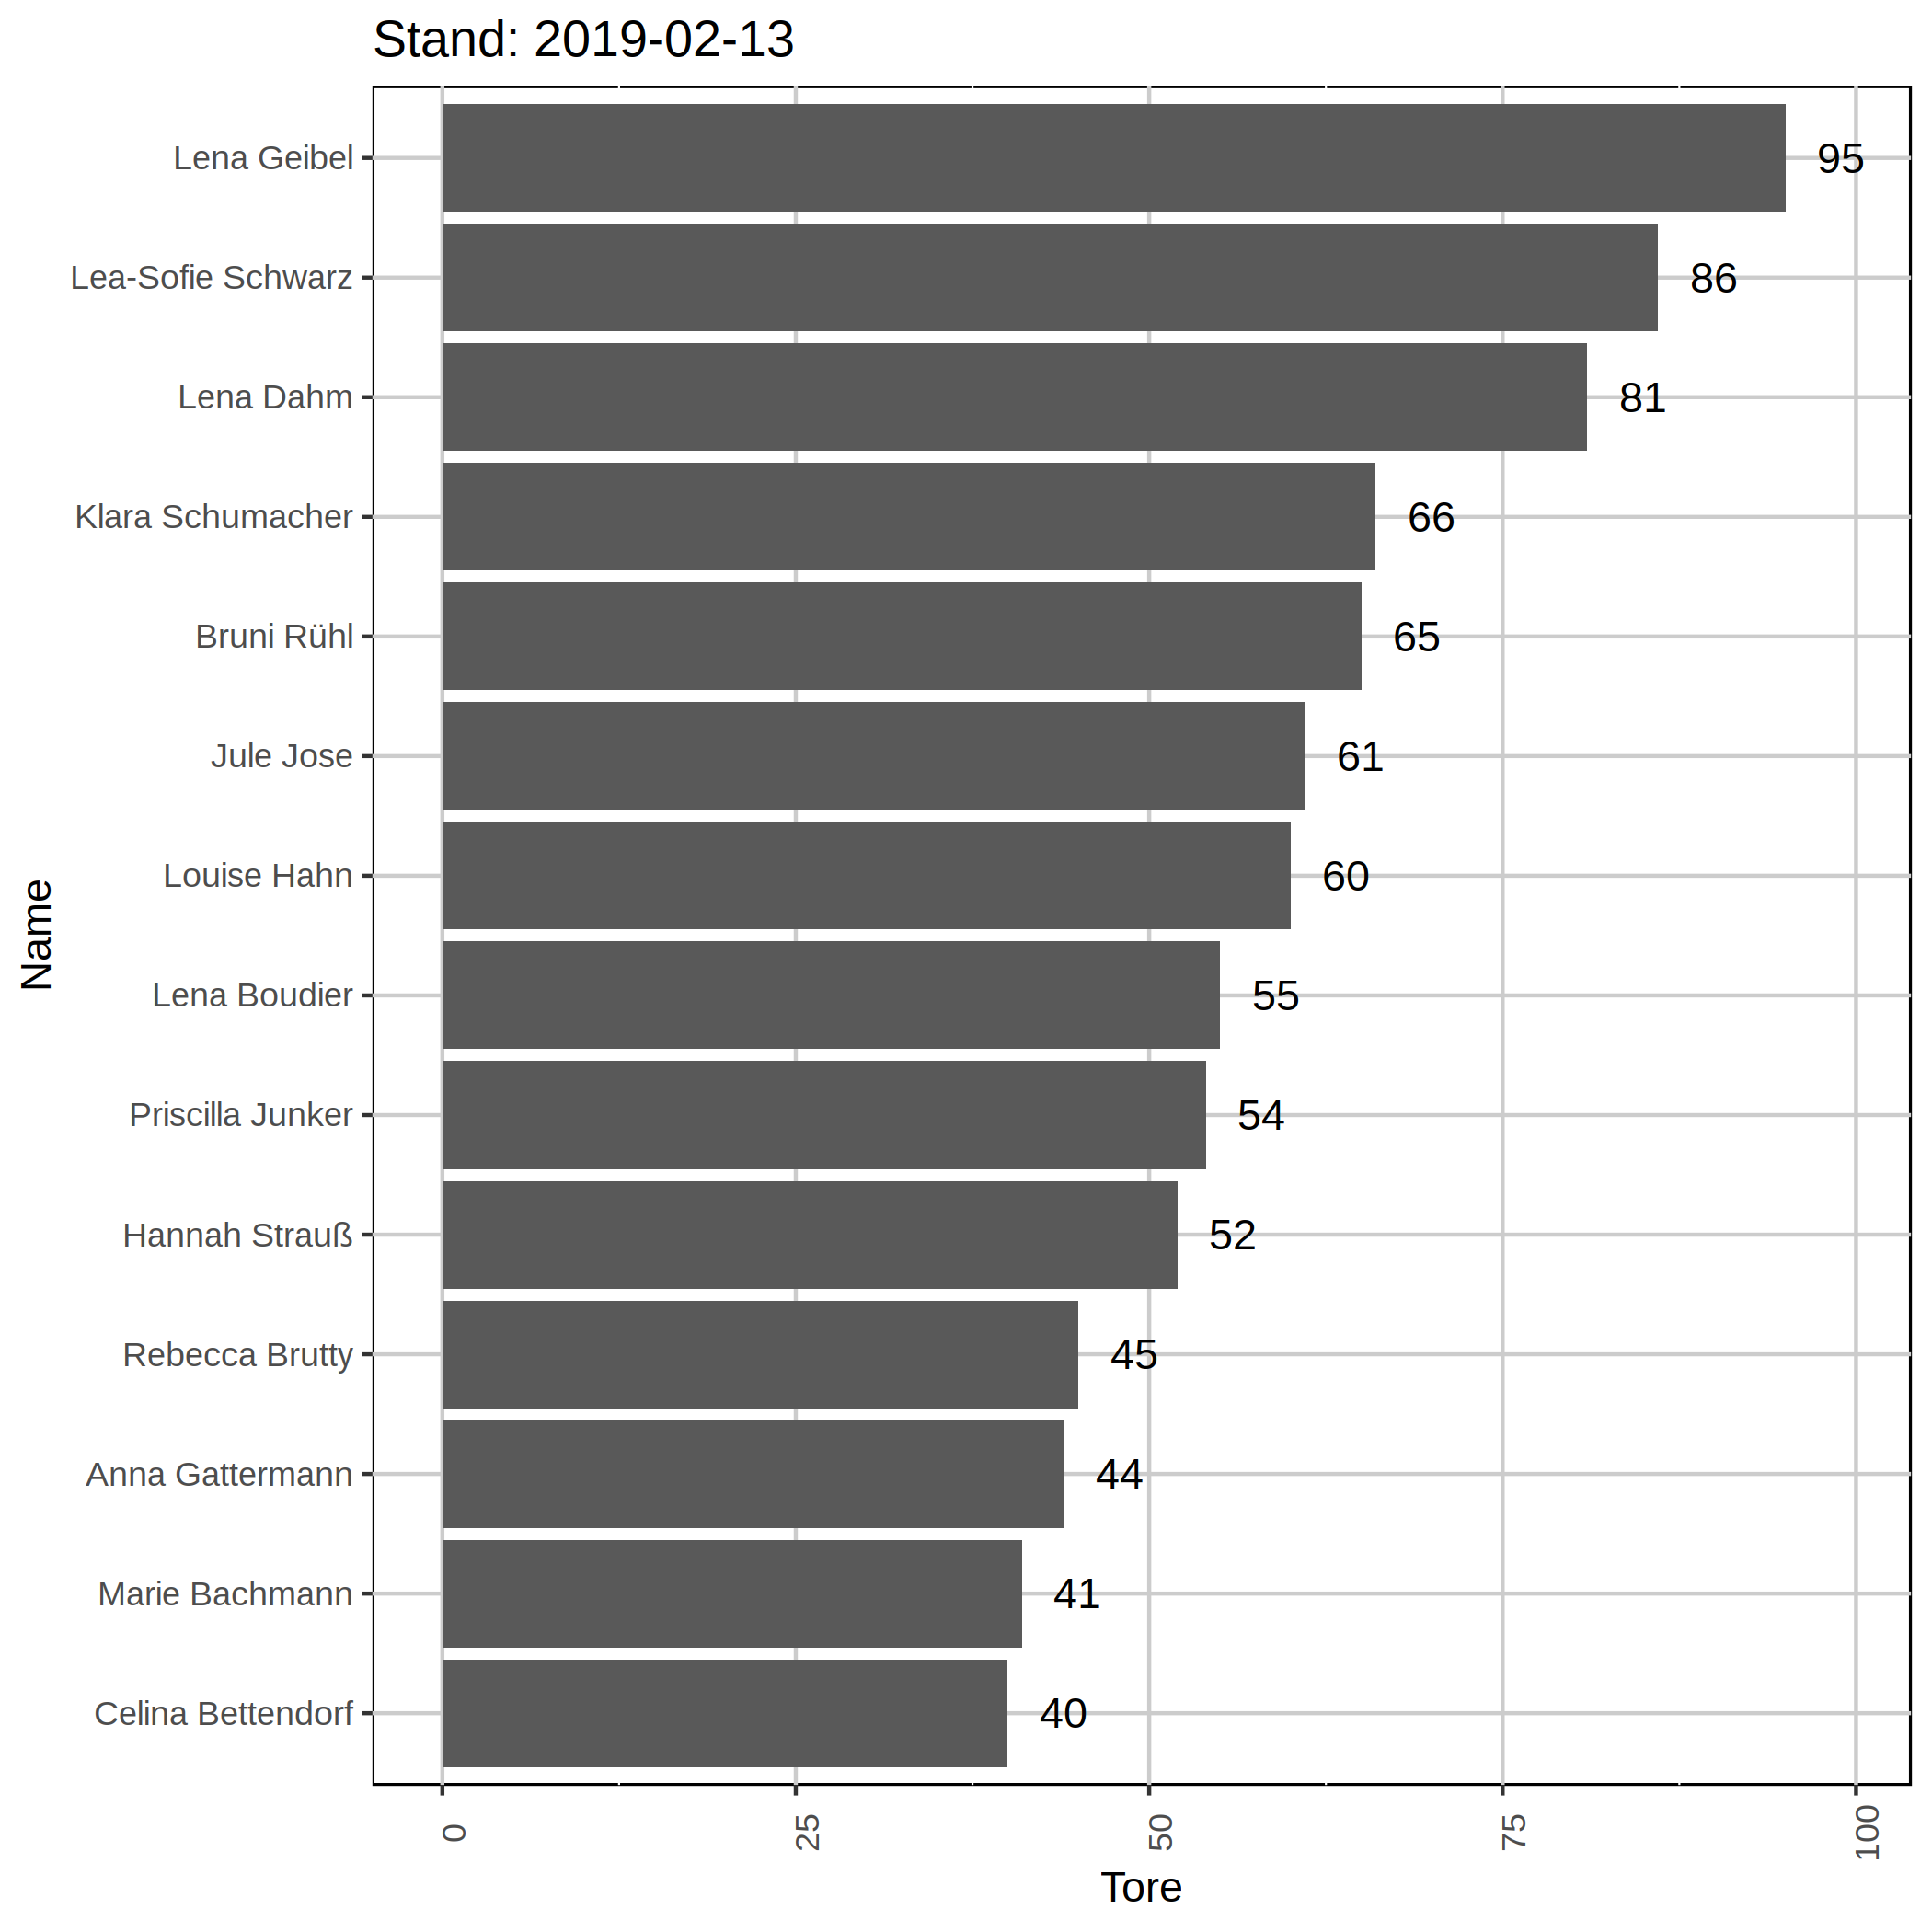 Stand: 2019-02-13
Lena Geibel 95
Lea-Sofie Schwarz 86
Lena Dahm 81
Klara Schumacher 66
Bruni Rühl 65
Jule Jose 61
Louise Hahn 60
Lena Boudier 55
Priscilla Junker 54
Hannah Strauß 52
Rebecca Brutty 45
Anna Gattermann 44
Marie Bachmann 41
Celina Bettendorf 40
Name
0 25 50 75 100
Tore